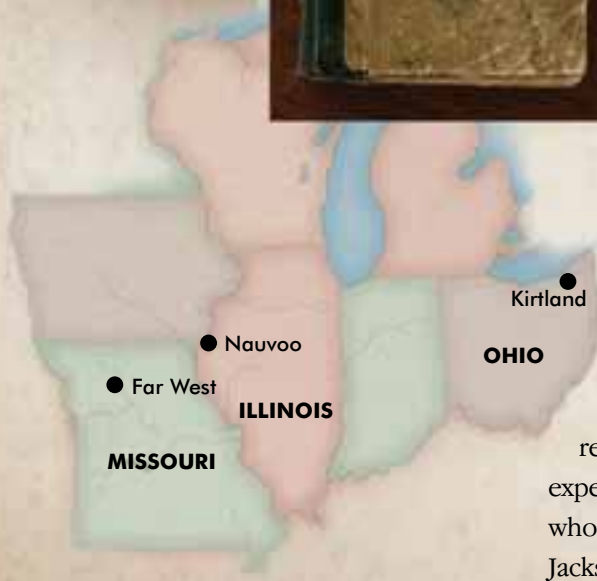 Kirtland
Nauvoo
OHIO
Far West
ILLINOIS
MISSOURI
re
expe
who
Jacks